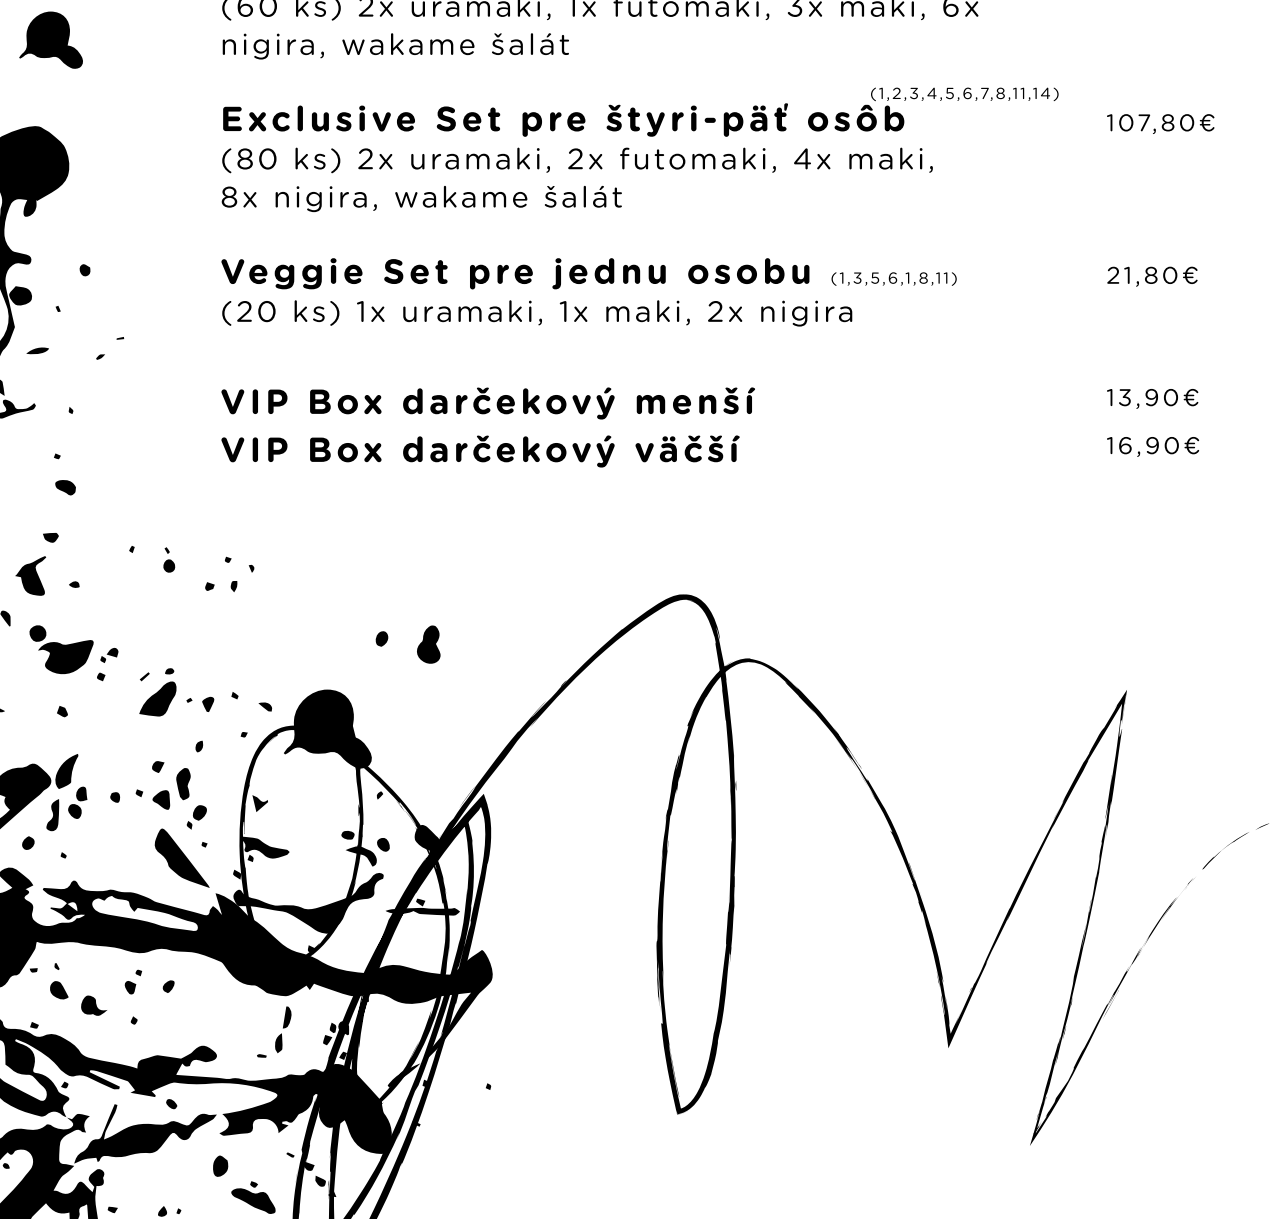 (60 ks) 2x uramaki, 1x futomaki, 3x maki, 6x
nigira, wakame šalát
(1,2,3,4,5,6,7,8,11,14)
Exclusive Set pre štyri-päť osôb 107,80€
(80 ks) 2x uramaki, 2x futomaki, 4x maki,
8x nigira, wakame šalát
Veggie Set pre jednu osobu (1,3,5,6,1,8,11) 21,80€
(20 ks) 1x uramaki, 1x maki, 2x nigira
VIP Box darčekový menší 13,90€
VIP Box darčekový väčší 16,90€